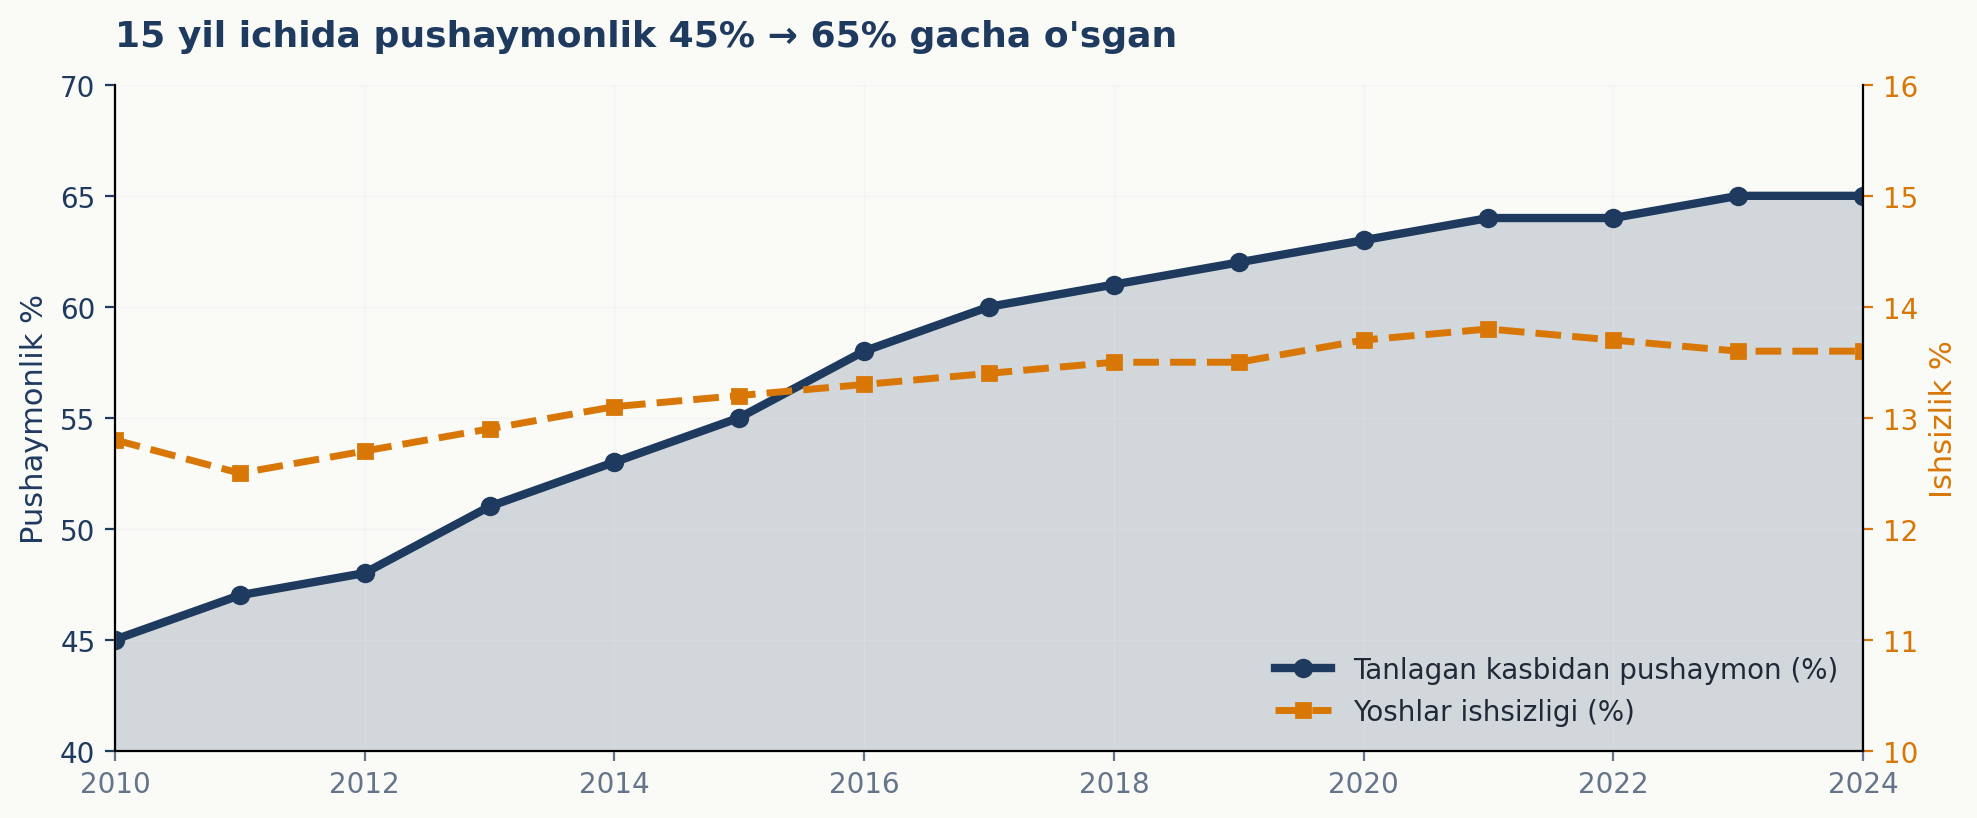 15 yil ichida pushaymonlik 45% → 65% gacha o'sgan
Pushaymonlik %
70
65
60
55
50
45
40
16
15
14
13
12
11
10
Ishsizlik %
Tanlagan kasbidan pushaymon (%)
Yoshlar ishsizligi (%)
2010 2012 2014 2016 2018 2020 2022 2024